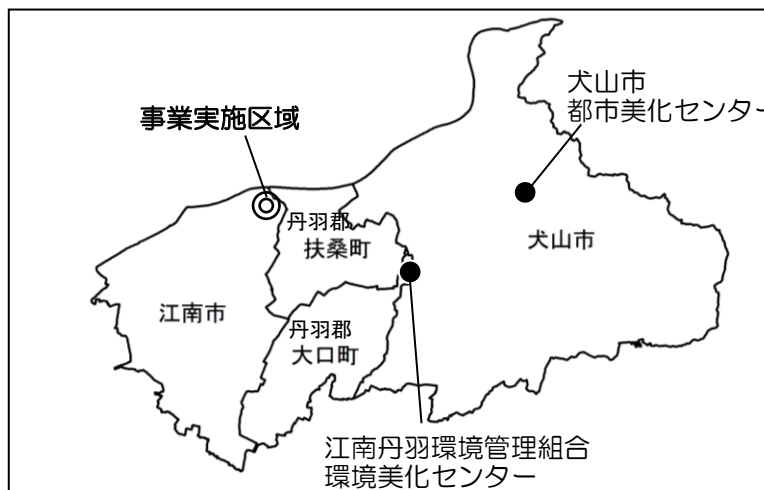 犬山市
都市美化センター
事業実施区域
丹羽郡
扶桑町
犬山市
江南市
丹羽郡
大口町
江南丹羽環境管理組合
環境美化センター